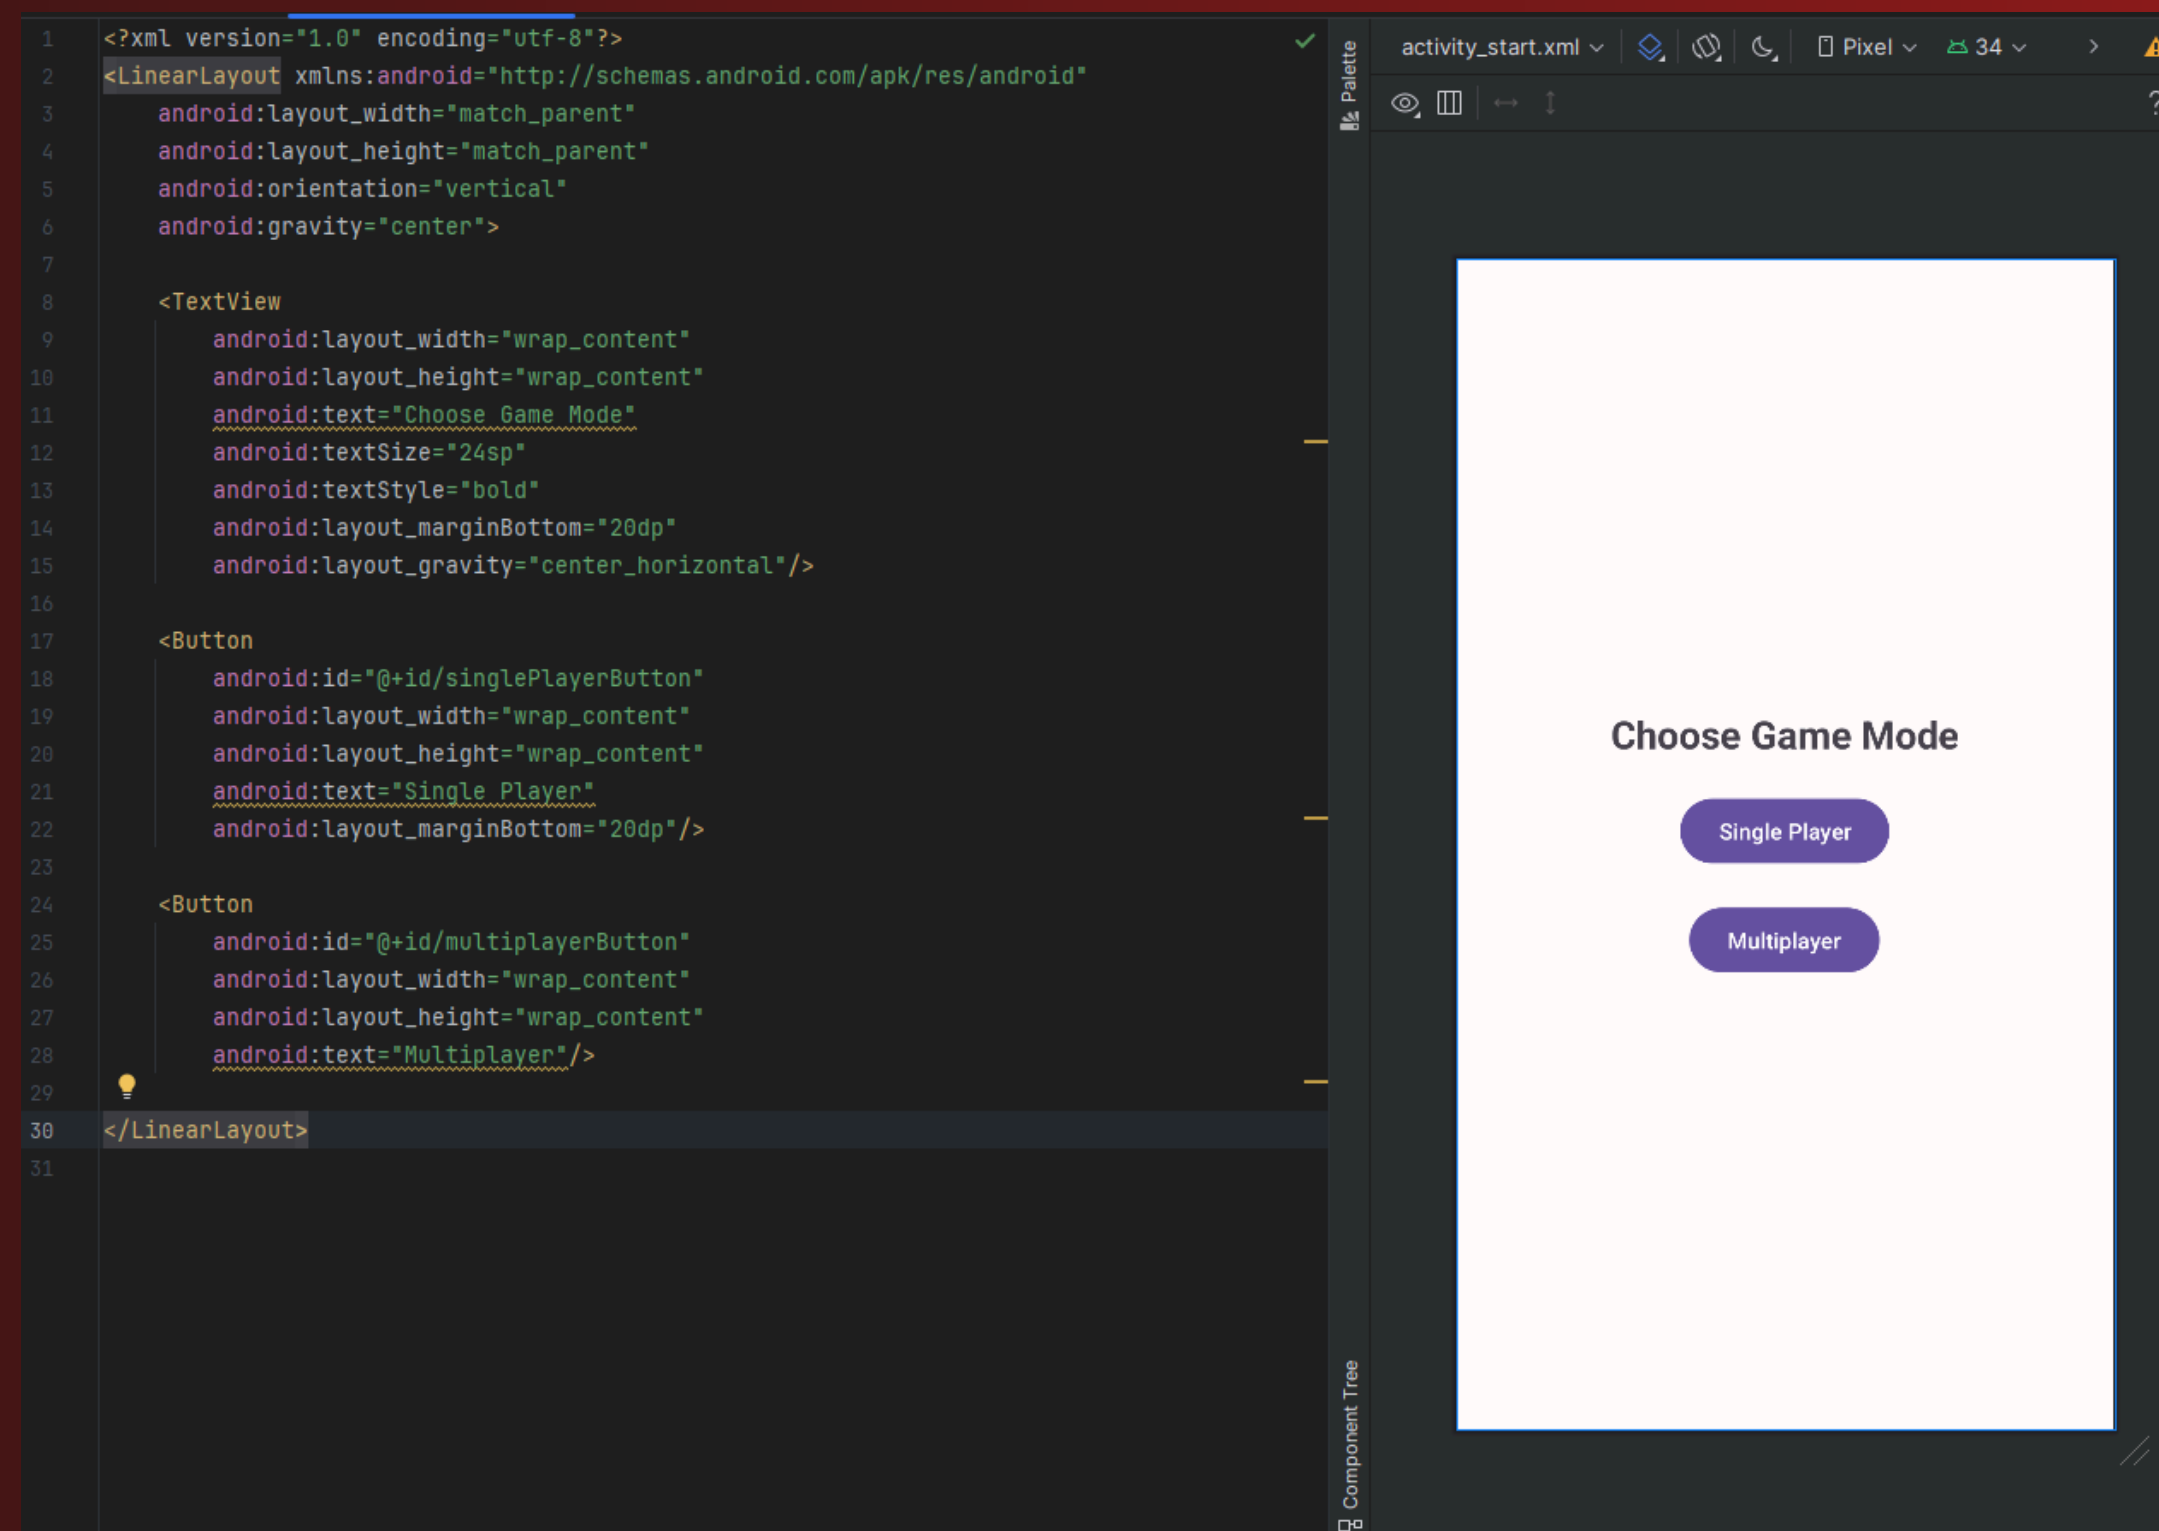 1 <?xml version="1.0" encoding="utf-8"?>
2 <LinearLayout xmlns:android="http://schemas.android.com/apk/res/android"
3     android:layout_width="match_parent"
4     android:layout_height="match_parent"
5     android:orientation="vertical"
6     android:gravity="center">
7
8     <TextView
9         android:layout_width="wrap_content"
10         android:layout_height="wrap_content"
11         android:text="Choose Game Mode"
12         android:textSize="24sp"
13         android:textStyle="bold"
14         android:layout_marginBottom="20dp"
15         android:layout_gravity="center_horizontal"/>
16
17     <Button
18         android:id="@+id/singlePlayerButton"
19         android:layout_width="wrap_content"
20         android:layout_height="wrap_content"
21         android:text="Single Player"
22         android:layout_marginBottom="20dp"/>
23
24     <Button
25         android:id="@+id/multiplayerButton"
26         android:layout_width="wrap_content"
27         android:layout_height="wrap_content"
28         android:text="Multiplayer"/>
29
30 </LinearLayout>
31
Palette
Component Tree
activity_start.xml Pixel 34
?
Choose Game Mode
Single Player
Multiplayer